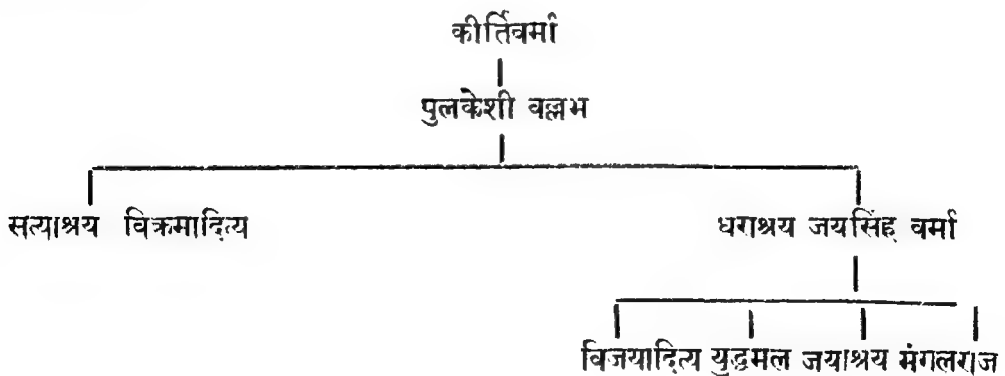 कीर्तिवर्मा
पुलकेशी वल्लभ
सत्याश्रय विक्रमादित्य धराश्रय जयसिंह वर्मा
विजयादित्य युद्धमल जयाश्रय मंगलराज